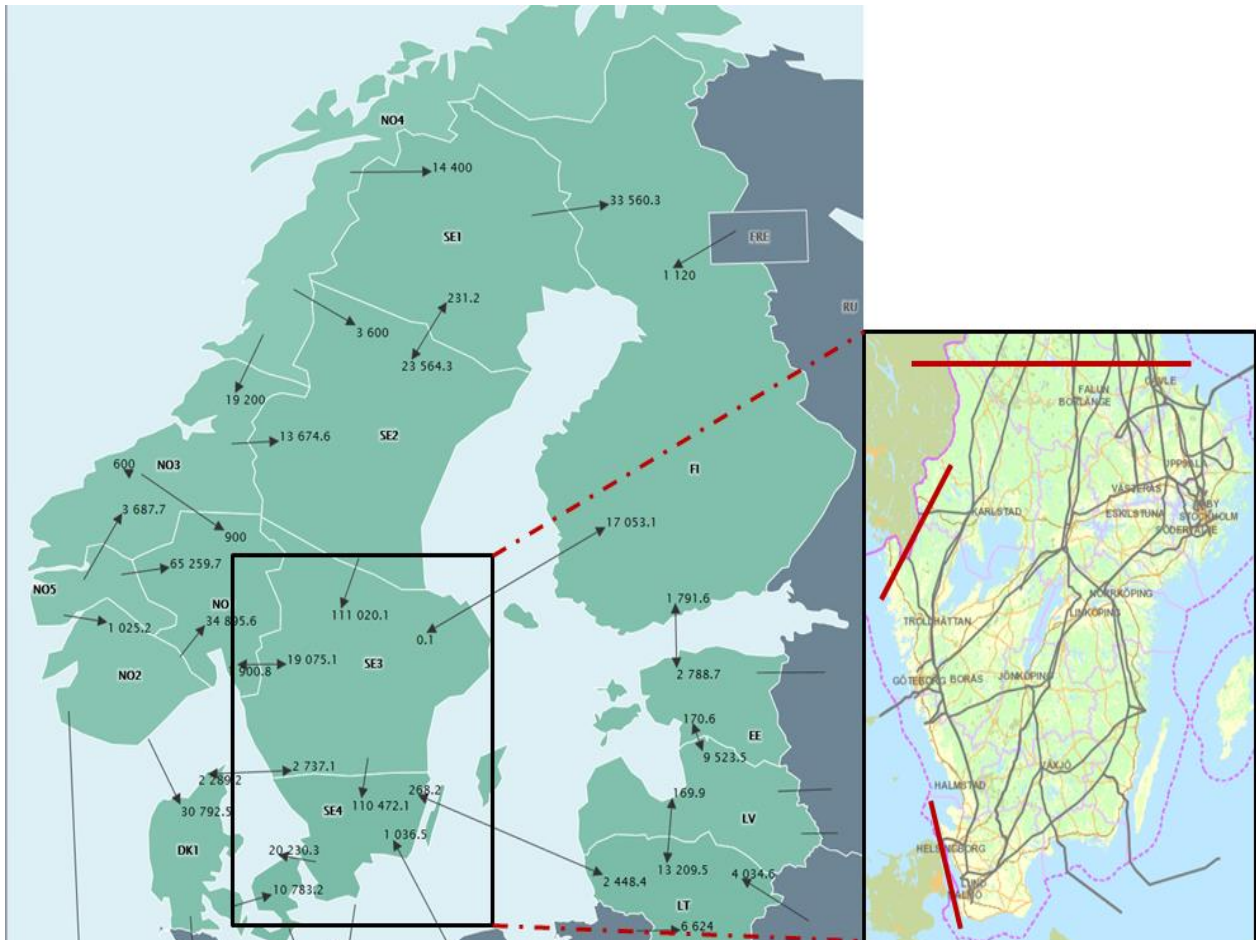 NO4
14 400
33 560.3
SE1
FRE
1 120
RU
231.2
3 600
23 564.3
19 200
13 674.6
SE2
NO3
600
FI
3 687.7
900
17 053.1
65 259.7
NO5
NO
1 791.6
111 020.1
34 895.6
1 025.2
0.1
19 075.1
SE3
900.8
NO2
2 788.7
170.6
EE
9 523.5
2 737.1
2 289.2
268.2
169.9
30 792.5
SE4
110 472.1
LV
1 036.5
DK1
20 230.3
13 209.5
4 034.6
2 448.4
10 783.2
LT
6 624
GÄVLE
FALUN
BORLÄNGE
UPPSALA
VÄSTERÅS
KARLSTAD
ESKILSTUNA
STOCKHOLM
SÖDERTÄLJE
NORRKÖPING
LINKÖPING
TROLLHÄTTAN
GÖTEBORG
BORÅS
JÖNKÖPING
VÄXJÖ
HALMSTAD
HELSINGBORG
LUND
MALMÖ